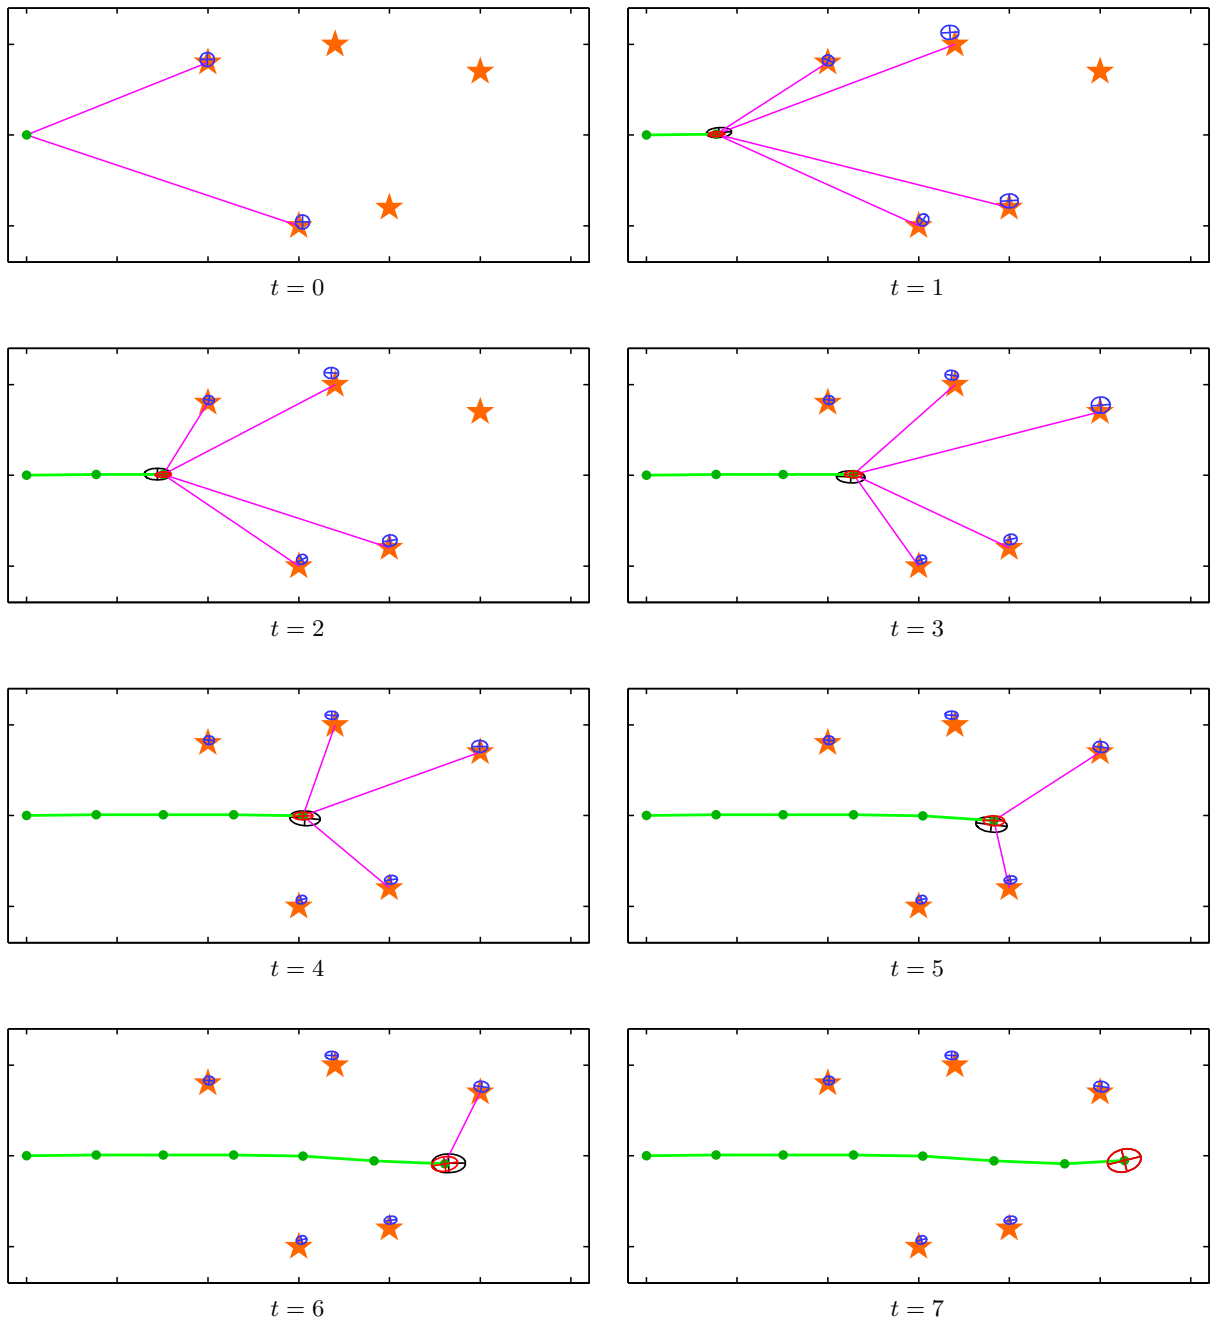 t = 0
t = 1
t = 2
t = 3
t = 4
t = 5
t = 6
t = 7